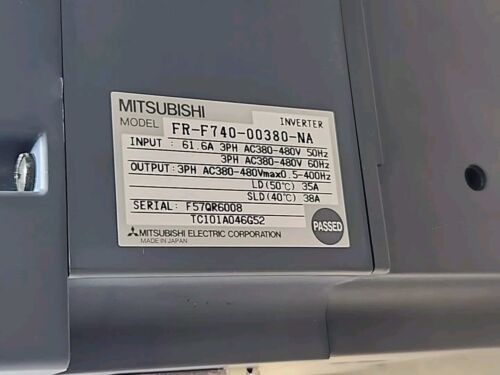 MITSUBISHI
INVERTER
MODEL FR-F740-00380-NA
INPUT : 61.6A 3PH AC380-480V 50Hz
3PH AC380-480V 60Hz
OUTPUT: 3PH AC380-480Vmax0.5-400Hz
LD(50°C) 35A
SLD(40°C) 38A
SERIAL: F57QR6008
TC101A046G52
PASSED
MITSUBISHI ELECTRIC CORPORATION
MADE IN JAPAN